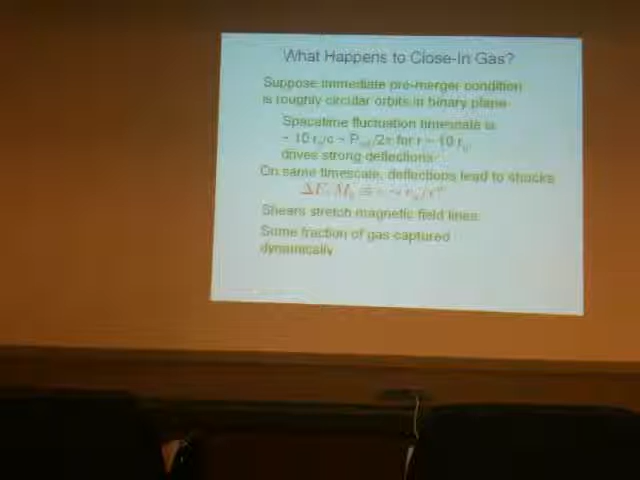 What Happens to Close-In Gas?
Suppose immediate pre-merger condition
is roughly circular orbits in binary plane
Spacetime fluctuation timescale is
for r ~ 10 r
drives strong deflections
On same timescale, deflections lead to shocks
Shears stretch magnetic field lines
Some fraction of gas captured
dynamically